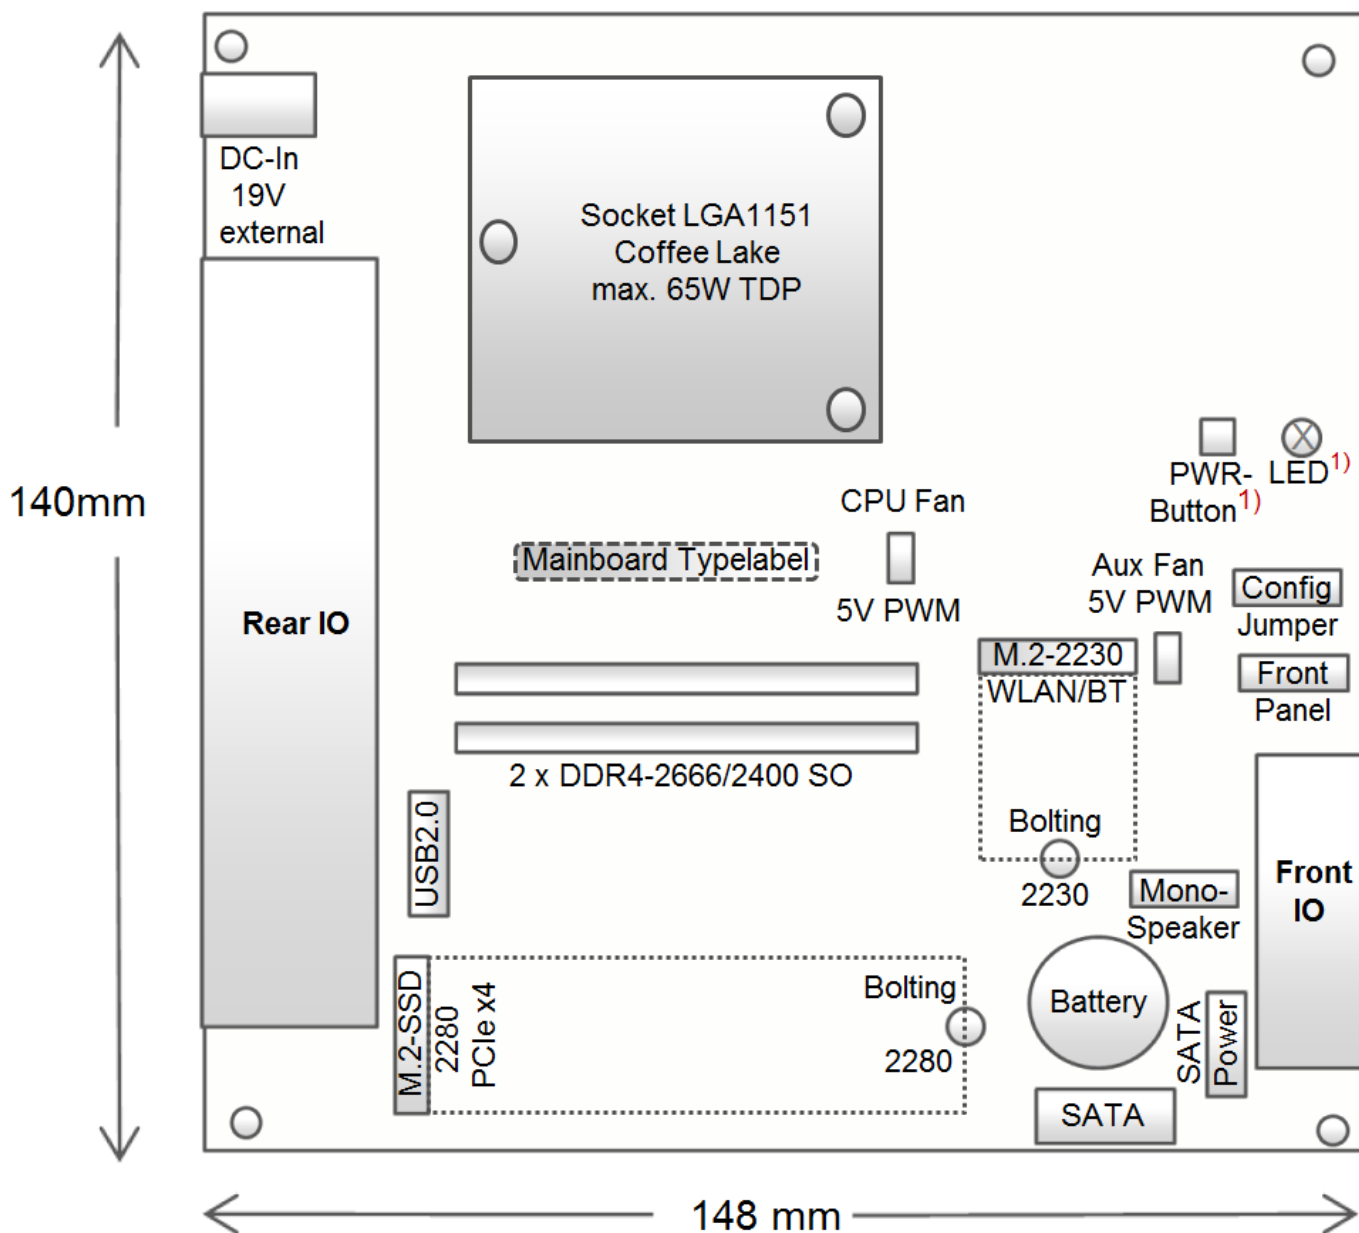 DC-In
19V
external
Socket LGA1151
Coffee Lake
max. 65W TDP
140mm
PWR-
Button1)
LED1)
CPU Fan
5V PWM
Mainboard Typelabel
Aux Fan
5V PWM
Config
Jumper
Rear IO
M.2-2230
WLAN/BT
Front
Panel
2 x DDR4-2666/2400 SO
USB2.0
Bolting
2230
Mono-
Speaker
Front
IO
M.2-SSD
2280
PCIe x4
Bolting
2280
Battery
SATA
Power
SATA
148 mm